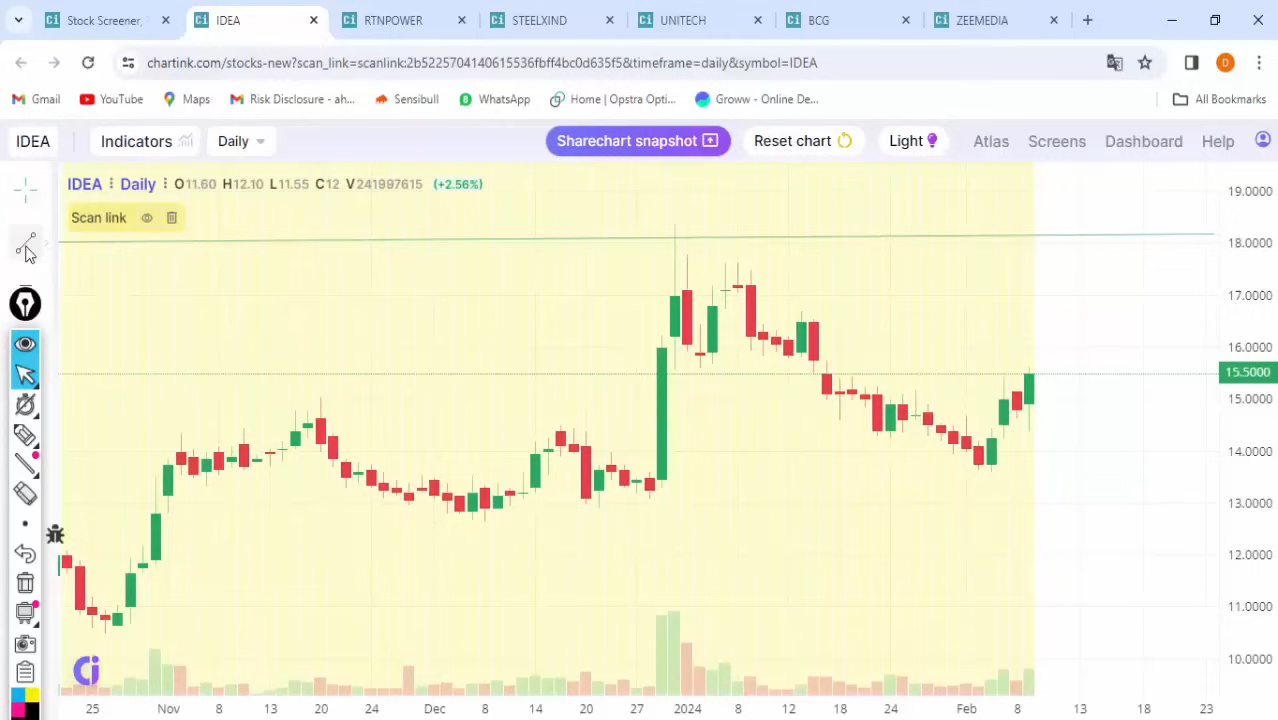 Stock Screener, IDEA RTNPOWER STEELXIND UNITECH BCG ZEEMEDIA
chartink.com/stocks-new?scan_link=scanlink:2b5225704140615536fbff4bc0d635f5&timeframe=daily&symbol=IDEA D
Gmail YouTube Maps Risk Disclosure - ah... Sensibull WhatsApp Home | Opstra Opti... Groww - Online De... All Bookmarks
IDEA Indicators Daily Sharechart snapshot Reset chart Light Atlas Screens Dashboard Help
IDEA Daily O11.60 H12.10 L11.55 C12 V241997615 (+2.56%)
Scan link
19.0000
18.0000
17.0000
16.0000
15.5000
15.0000
14.0000
13.0000
12.0000
11.0000
10.0000
Ci
25 Nov 8 13 20 24 Dec 8 14 20 27 2024 8 12 18 24 Feb 8 13 19 23